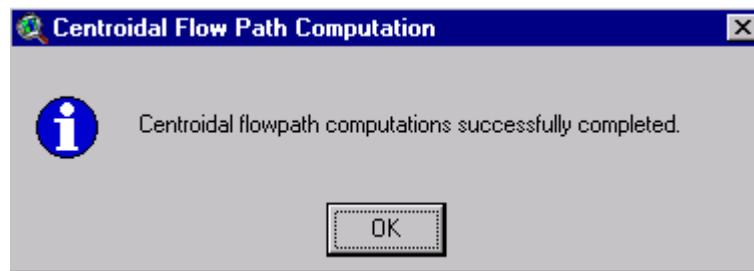 Centroidal Flow Path Computation
Centroidal flowpath computations successfully completed.
OK